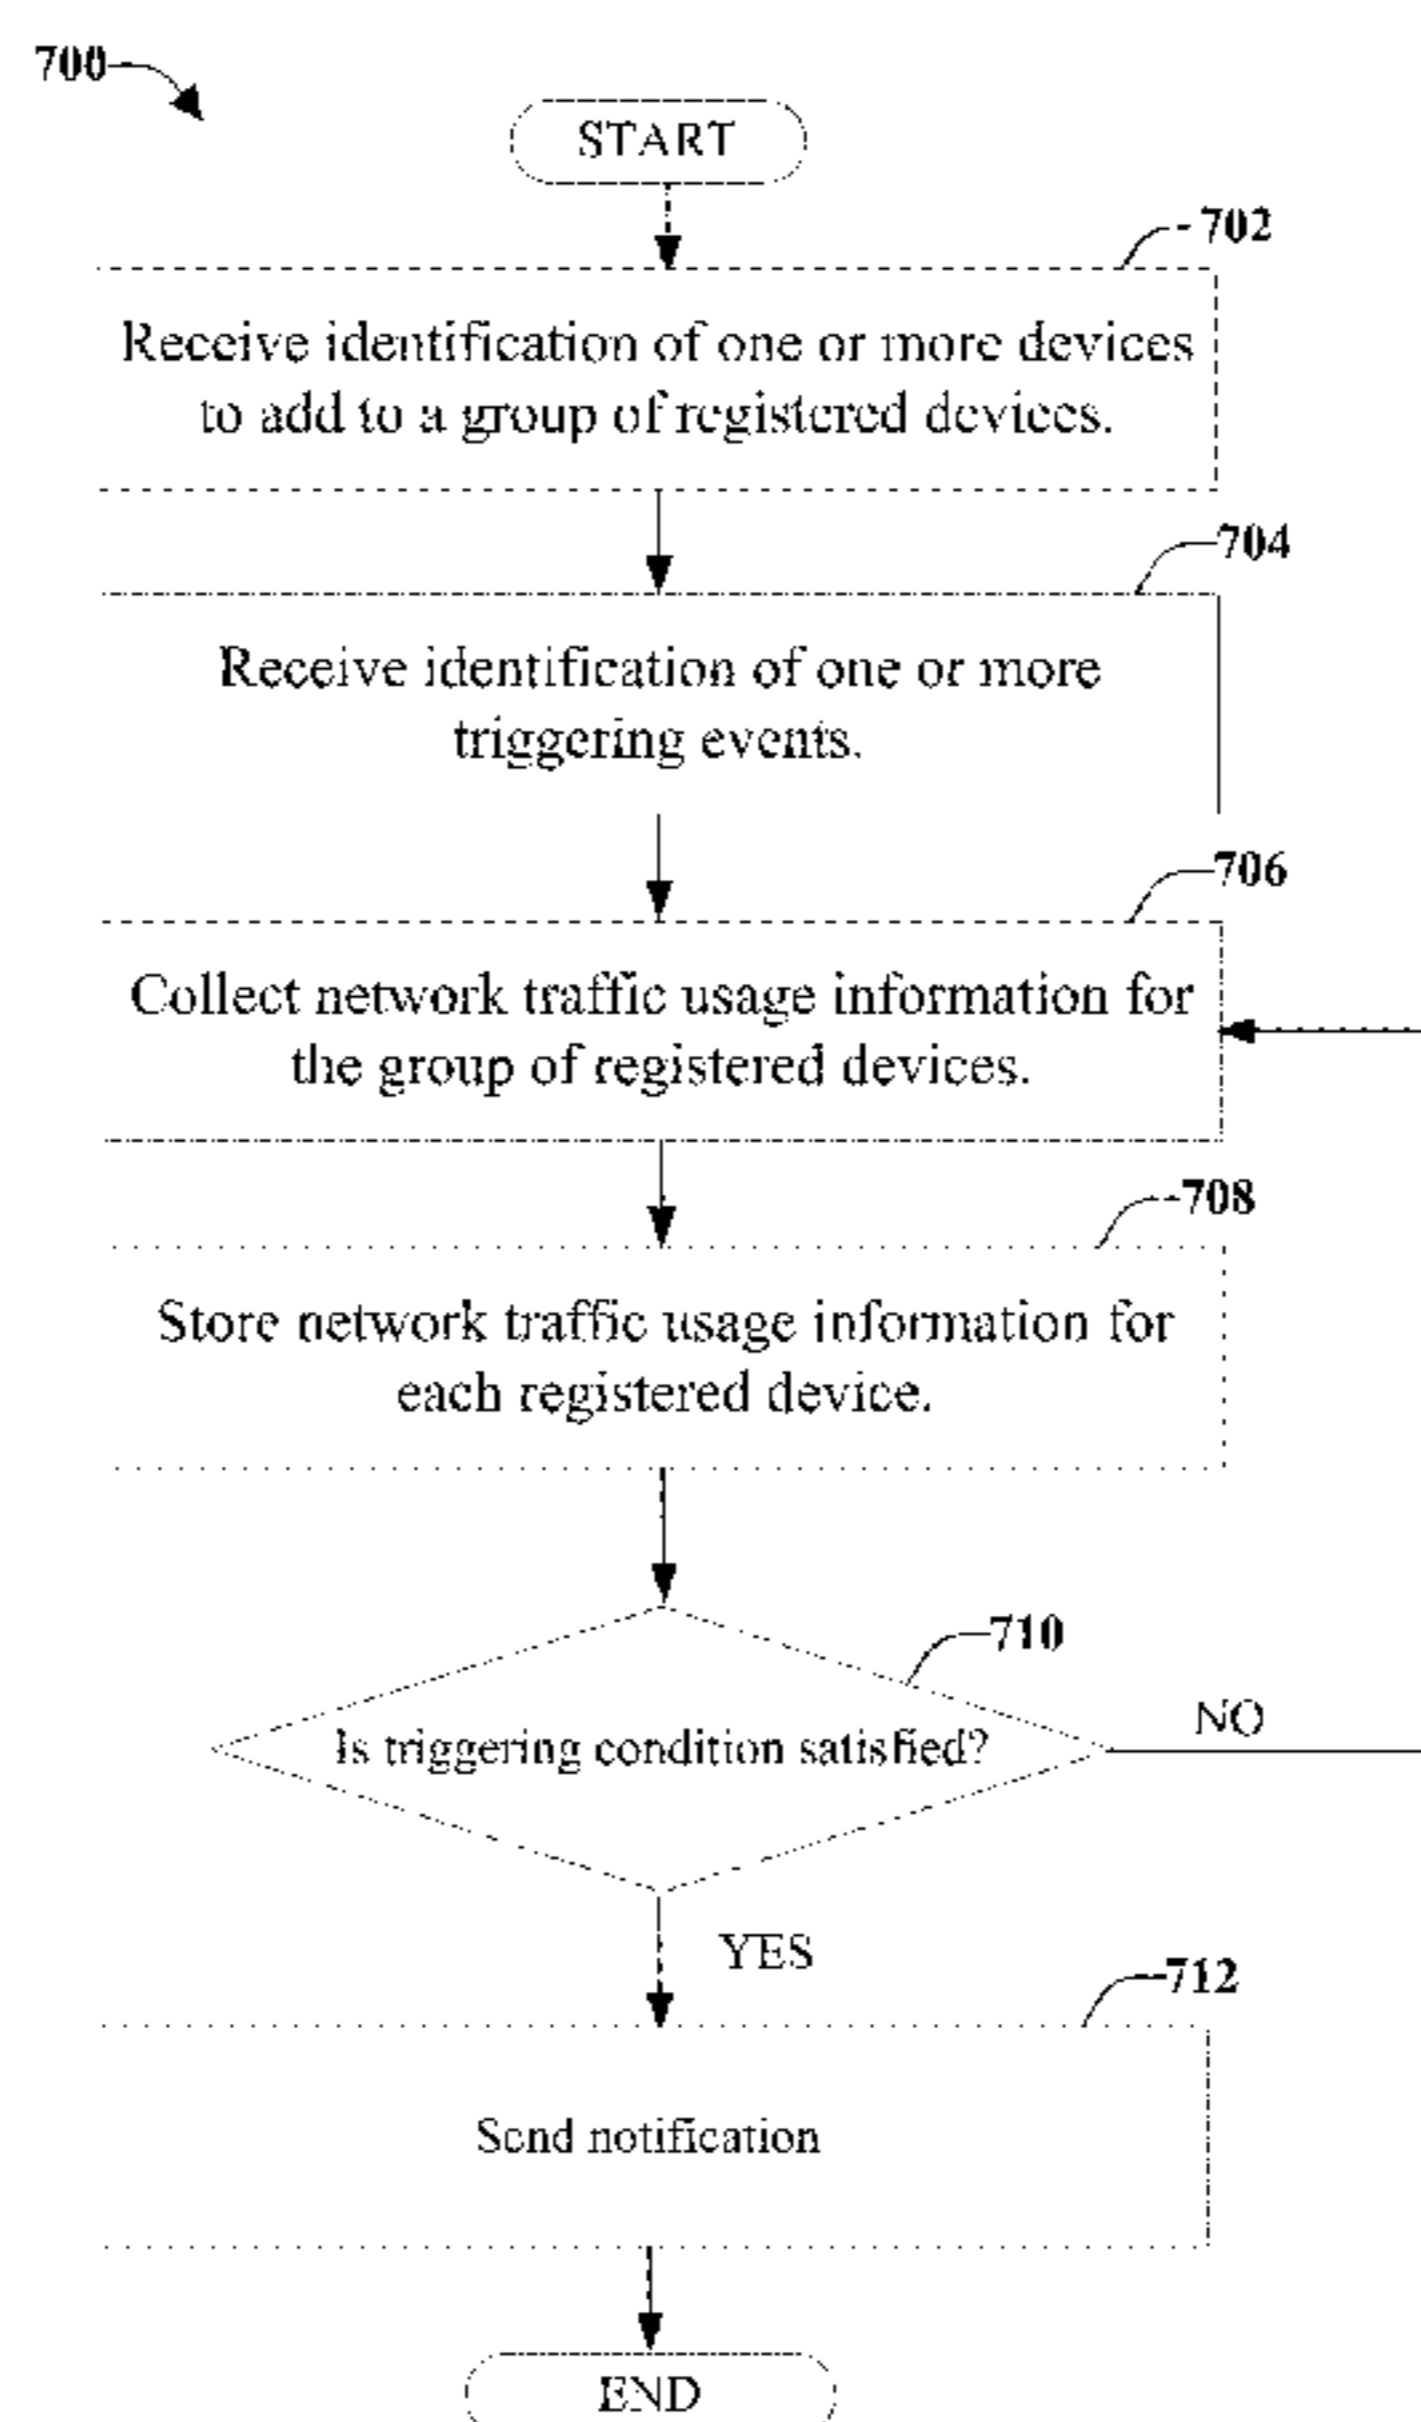 700
START
702
Receive identification of one or more devices
to add to a group of registered devices.
704
Receive identification of one or more
triggering events.
706
Collect network traffic usage information for
the group of registered devices.
708
Store network traffic usage information for
each registered device.
710
Is triggering condition satisfied?
NO
YES
712
Send notification
END